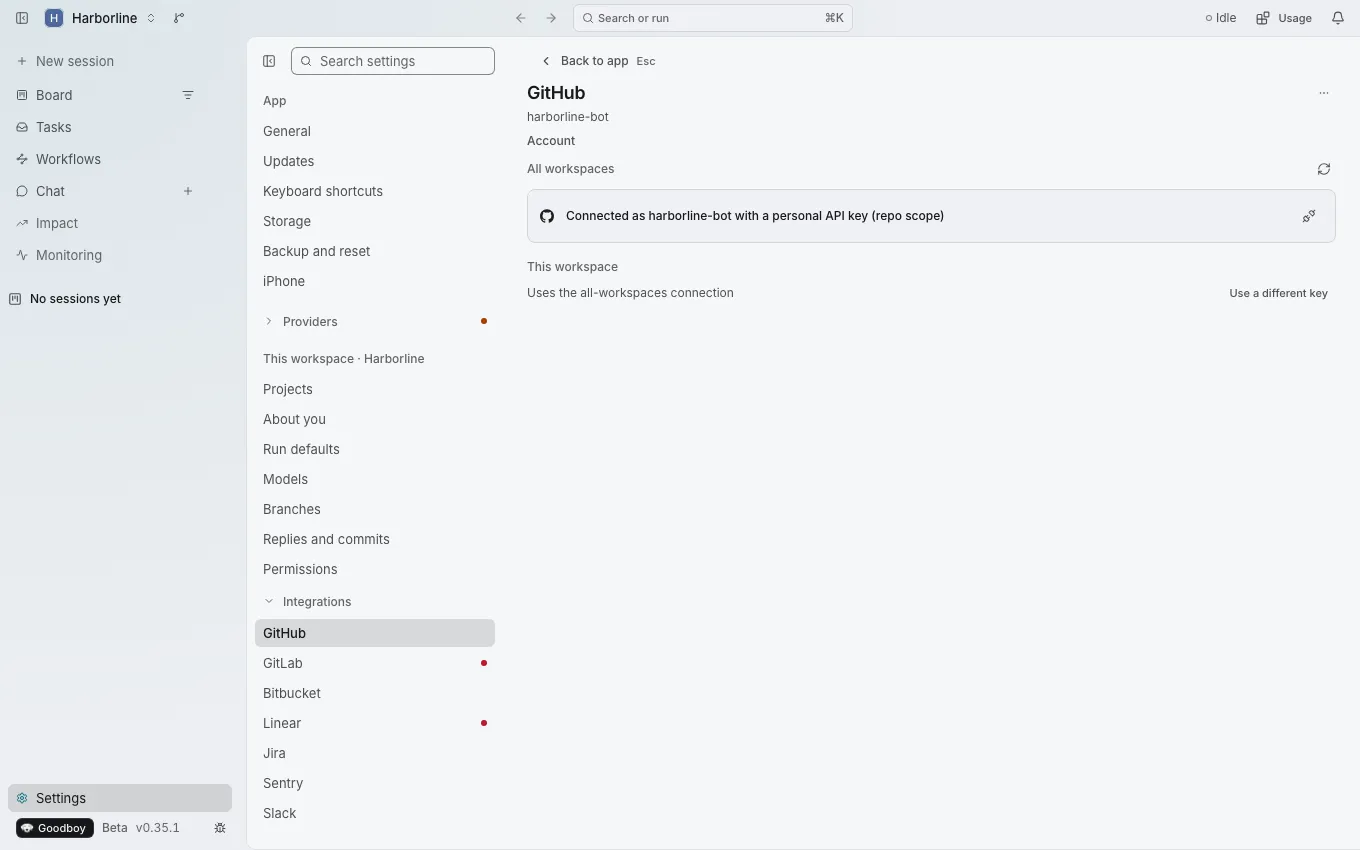 H Harborline
Search or run ⌘K
Idle
Usage
New session
Board
Tasks
Workflows
Chat
Impact
Monitoring
No sessions yet
Settings
Goodboy Beta v0.35.1
Search settings
App
General
Updates
Keyboard shortcuts
Storage
Backup and reset
iPhone
Providers
This workspace · Harborline
Projects
About you
Run defaults
Models
Branches
Replies and commits
Permissions
Integrations
GitHub
GitLab
Bitbucket
Linear
Jira
Sentry
Slack
Back to app Esc
GitHub
harborline-bot
Account
All workspaces
Connected as harborline-bot with a personal API key (repo scope)
This workspace
Uses the all-workspaces connection
Use a different key